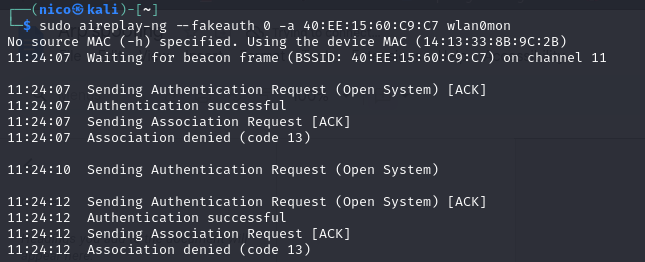 ┌──(nico㉿kali)-[~]
└─$ sudo aireplay-ng --fakeauth 0 -a 40:EE:15:60:C9:C7 wlan0mon
No source MAC (-h) specified. Using the device MAC (14:13:33:8B:9C:2B)
11:24:07  Waiting for beacon frame (BSSID: 40:EE:15:60:C9:C7) on channel 11
11:24:07  Sending Authentication Request (Open System) [ACK]
11:24:07  Authentication successful
11:24:07  Sending Association Request [ACK]
11:24:07  Association denied (code 13)
11:24:10  Sending Authentication Request (Open System)
11:24:12  Sending Authentication Request (Open System) [ACK]
11:24:12  Authentication successful
11:24:12  Sending Association Request [ACK]
11:24:12  Association denied (code 13)